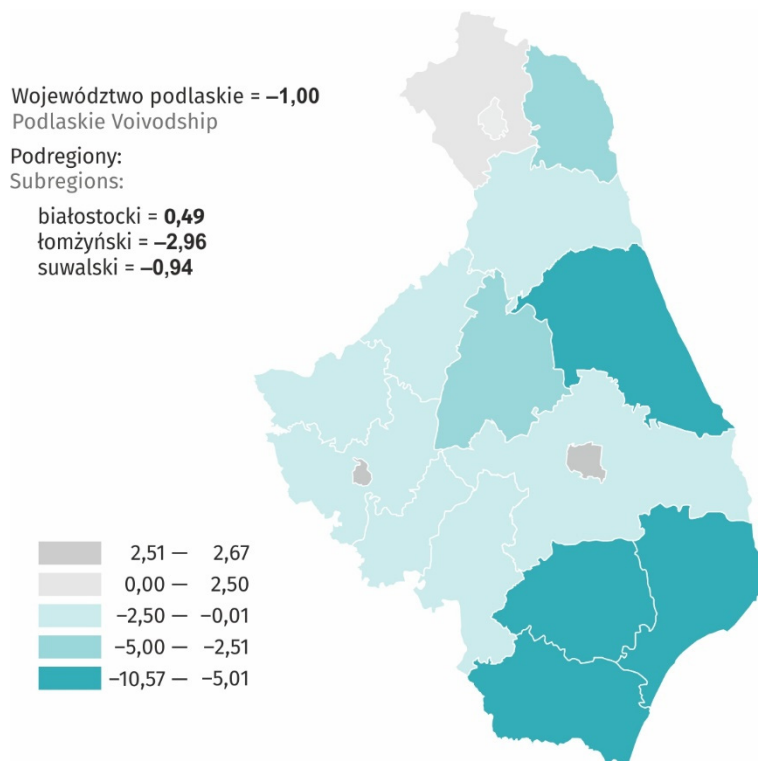 Województwo podlaskie = –1,00
Podlaskie Voivodship
Podregiony:
Subregions:
białostocki = 0,49
łomżyński = –2,96
suwalski = –0,94
2,51 — 2,67
0,00 — 2,50
–2,50 — –0,01
–5,00 — –2,51
–10,57 — –5,01